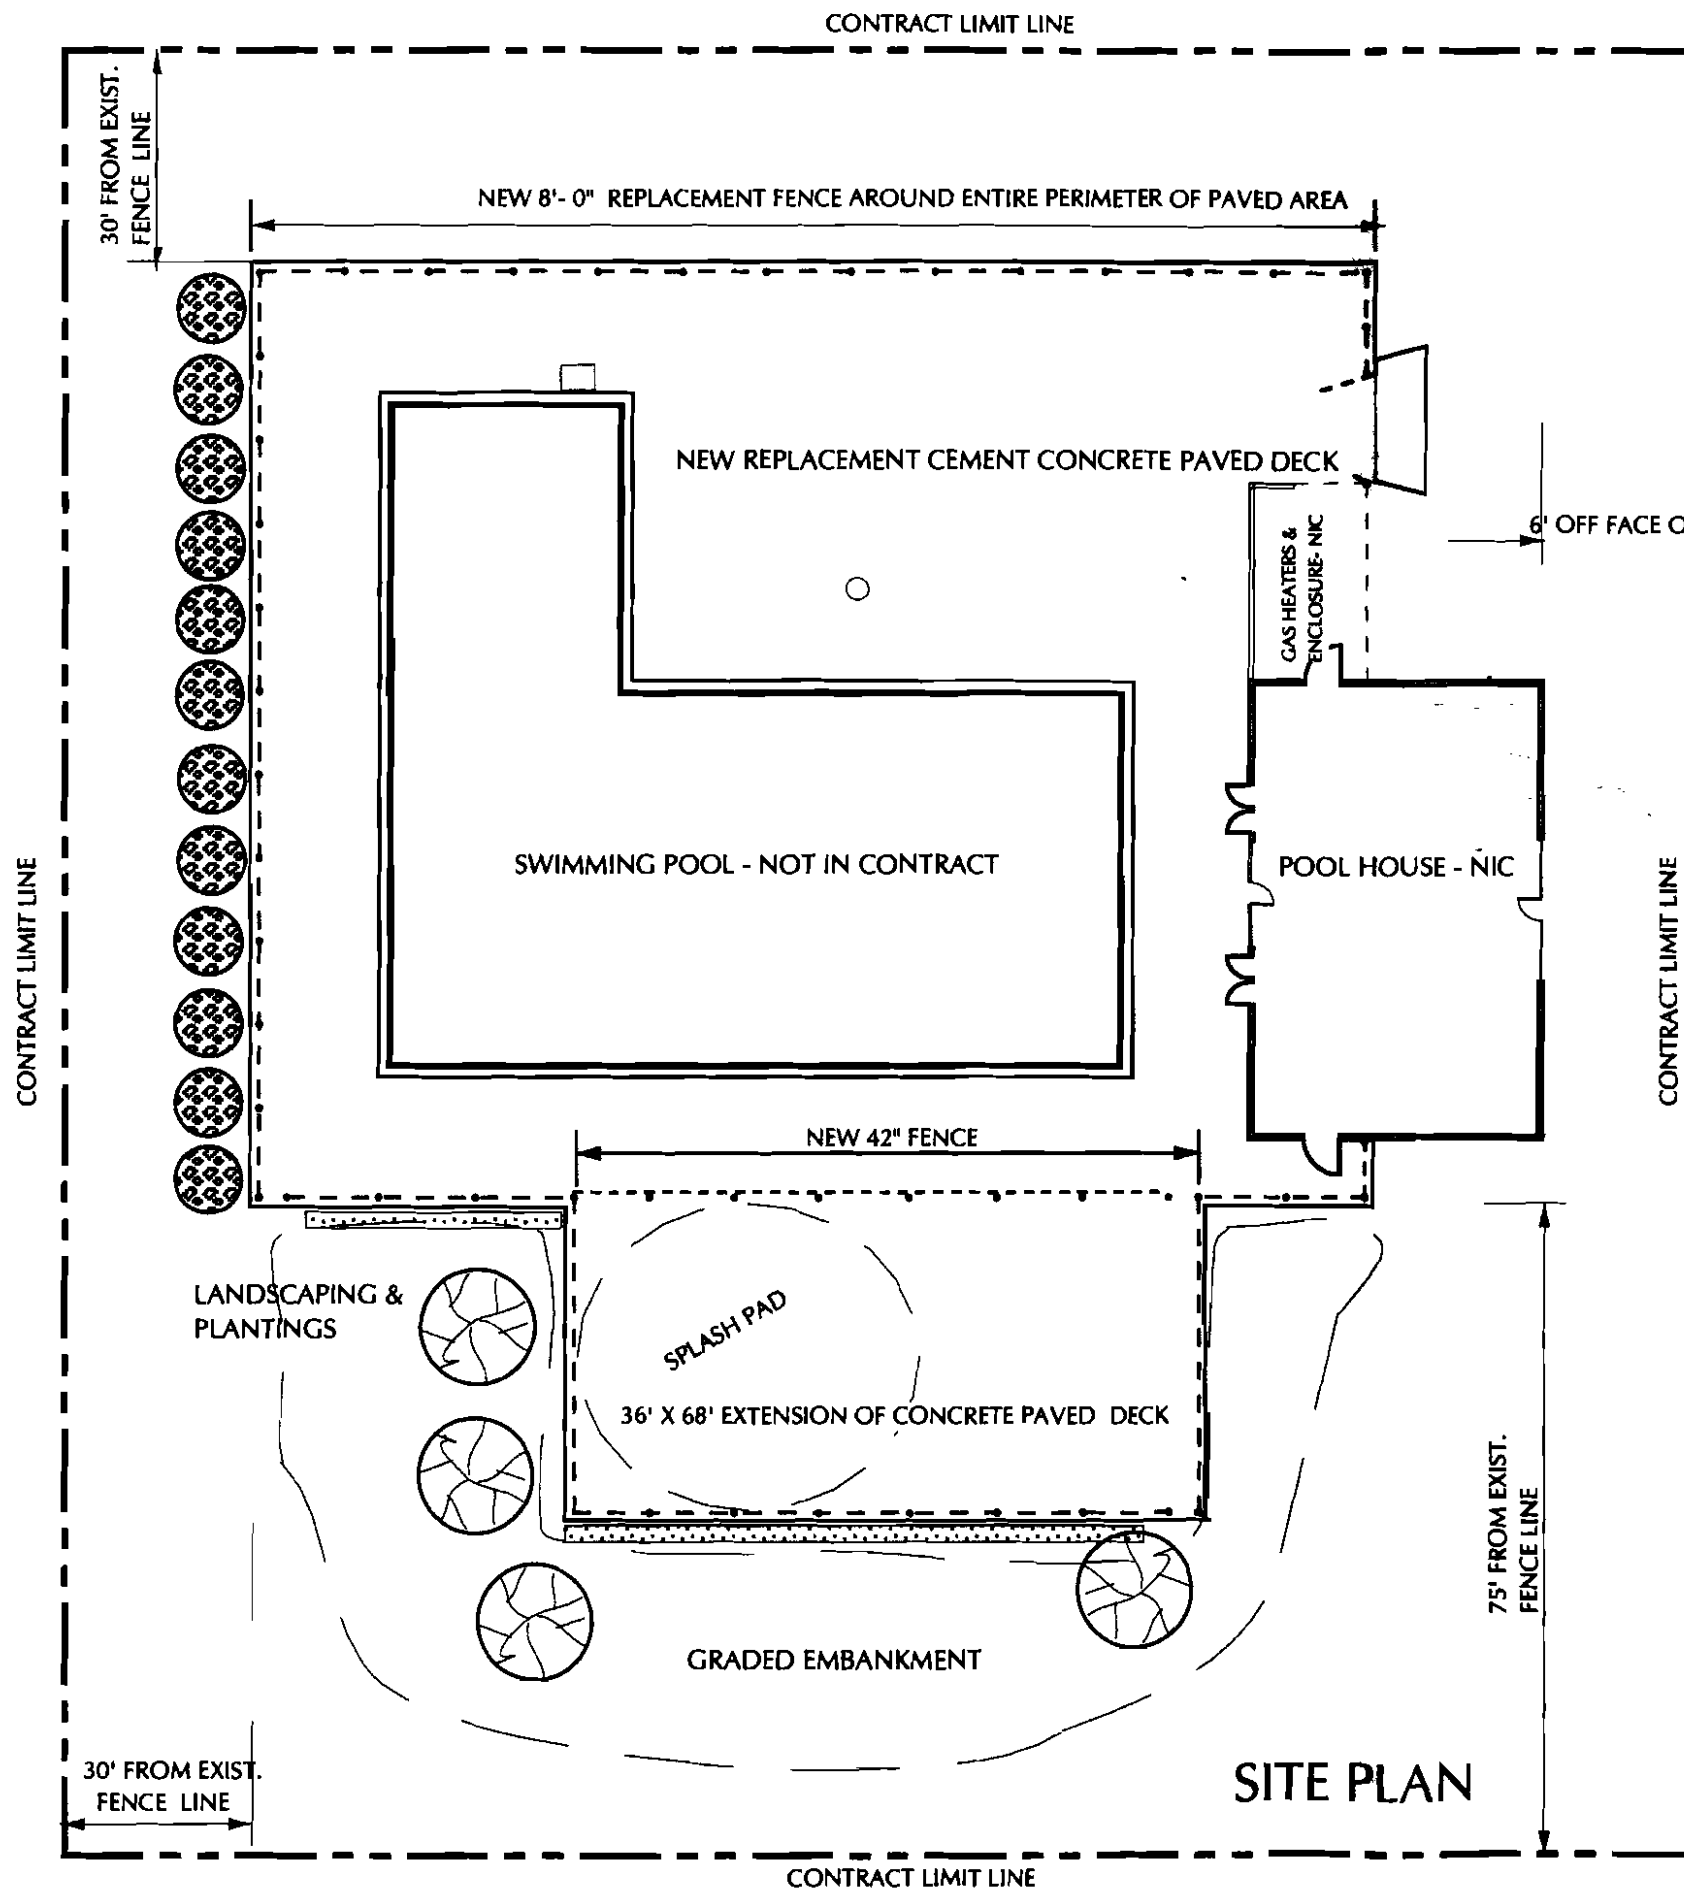 CONTRACT LIMIT LINE
30' FROM EXIST.
FENCE LINE
NEW 8'- 0" REPLACEMENT FENCE AROUND ENTIRE PERIMETER OF PAVED AREA
NEW REPLACEMENT CEMENT CONCRETE PAVED DECK
6' OFF FACE O
GAS HEATERS &
ENCLOSURE- NIC
SWIMMING POOL - NOT IN CONTRACT
POOL HOUSE - NIC
CONTRACT LIMIT LINE
CONTRACT LIMIT LINE
NEW 42" FENCE
LANDSCAPING &
PLANTINGS
SPLASH PAD
36' X 68' EXTENSION OF CONCRETE PAVED DECK
75' FROM EXIST.
FENCE LINE
GRADED EMBANKMENT
30' FROM EXIST.
FENCE LINE
SITE PLAN
CONTRACT LIMIT LINE